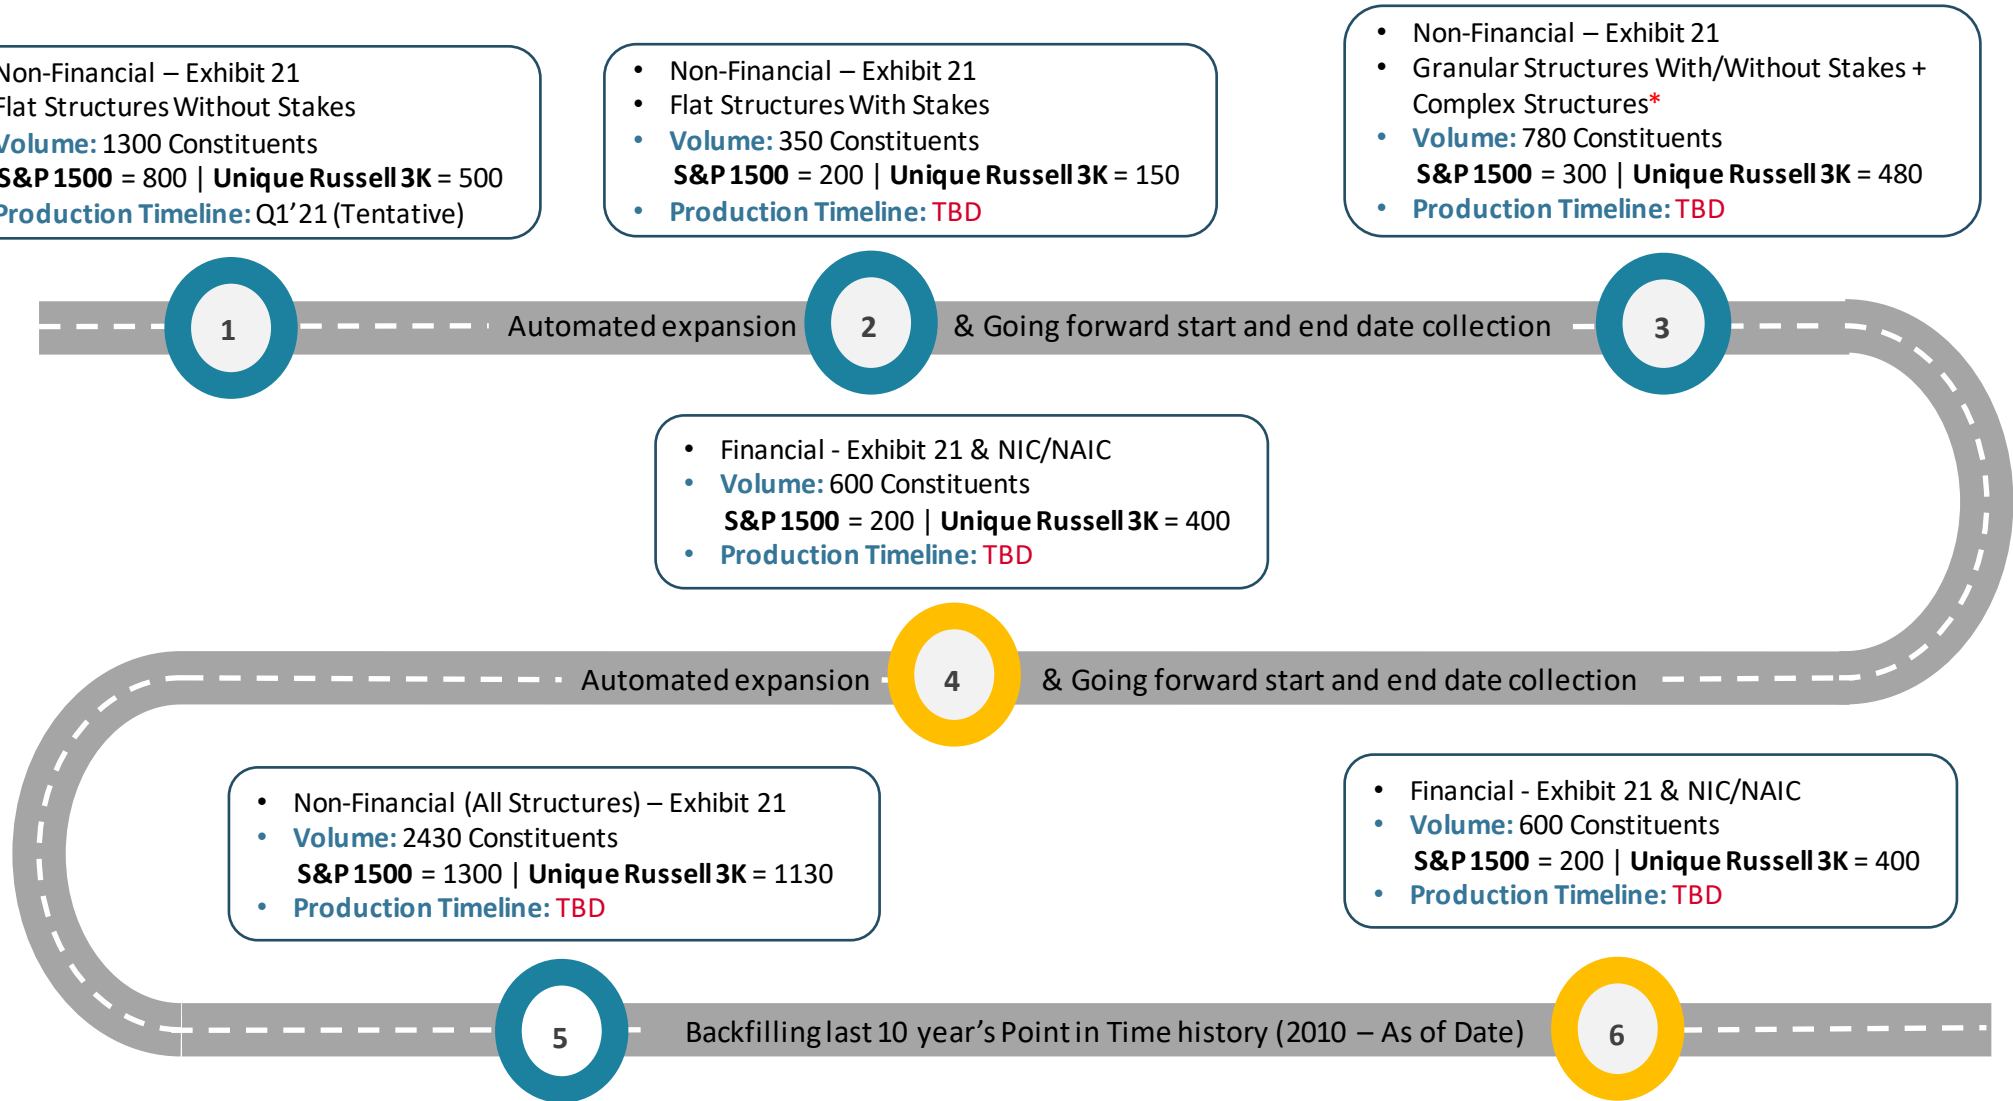 Non-Financial – Exhibit 21
Flat Structures Without Stakes
Volume: 1300 Constituents
S&P 1500 = 800 | Unique Russell 3K = 500
Production Timeline: Q1’21 (Tentative)
• Non-Financial – Exhibit 21
• Flat Structures With Stakes
• Volume: 350 Constituents
S&P 1500 = 200 | Unique Russell 3K = 150
• Production Timeline: TBD
• Non-Financial – Exhibit 21
• Granular Structures With/Without Stakes +
Complex Structures*
• Volume: 780 Constituents
S&P 1500 = 300 | Unique Russell 3K = 480
• Production Timeline: TBD
1
Automated expansion
2
& Going forward start and end date collection
3
• Financial - Exhibit 21 & NIC/NAIC
• Volume: 600 Constituents
S&P 1500 = 200 | Unique Russell 3K = 400
• Production Timeline: TBD
Automated expansion
4
& Going forward start and end date collection
• Non-Financial (All Structures) – Exhibit 21
• Volume: 2430 Constituents
S&P 1500 = 1300 | Unique Russell 3K = 1130
• Production Timeline: TBD
• Financial - Exhibit 21 & NIC/NAIC
• Volume: 600 Constituents
S&P 1500 = 200 | Unique Russell 3K = 400
• Production Timeline: TBD
5
Backfilling last 10 year’s Point in Time history (2010 – As of Date)
6